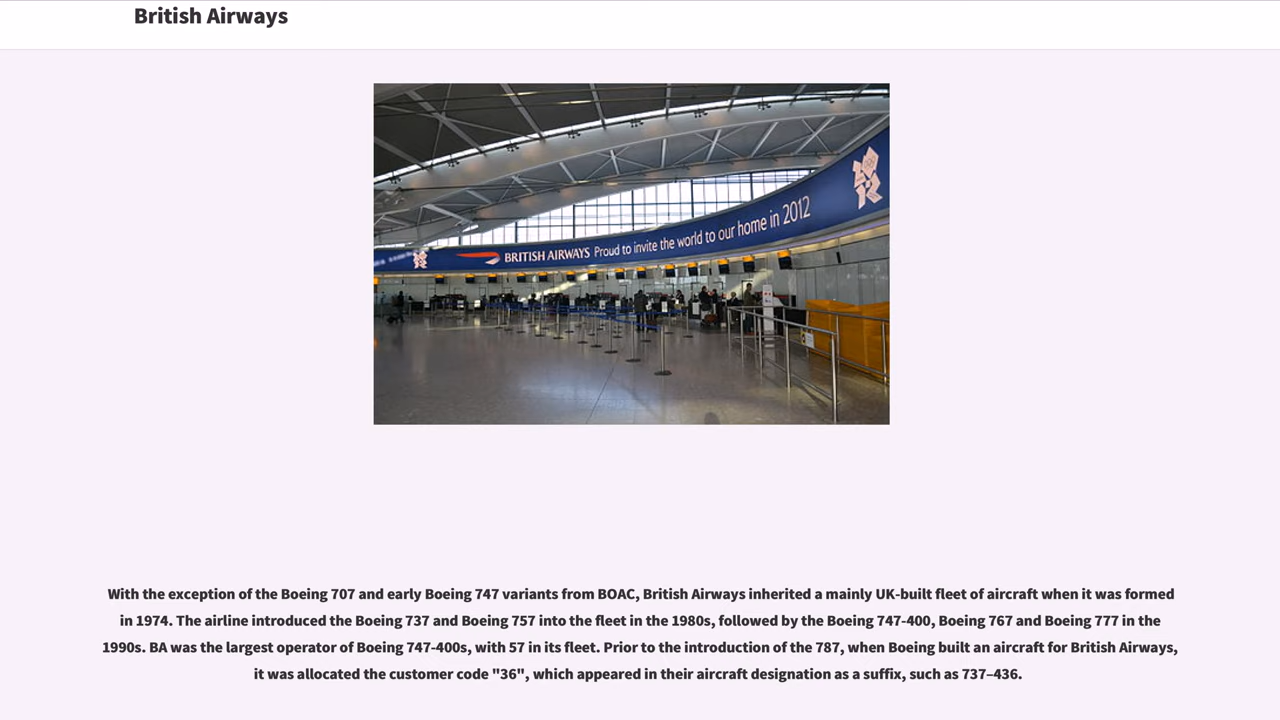 British Airways
BRITISH AIRWAYS Proud to invite the world to our home in 2012
With the exception of the Boeing 707 and early Boeing 747 variants from BOAC, British Airways inherited a mainly UK-built fleet of aircraft when it was formed
in 1974. The airline introduced the Boeing 737 and Boeing 757 into the fleet in the 1980s, followed by the Boeing 747-400, Boeing 767 and Boeing 777 in the
1990s. BA was the largest operator of Boeing 747-400s, with 57 in its fleet. Prior to the introduction of the 787, when Boeing built an aircraft for British Airways,
it was allocated the customer code "36", which appeared in their aircraft designation as a suffix, such as 737–436.